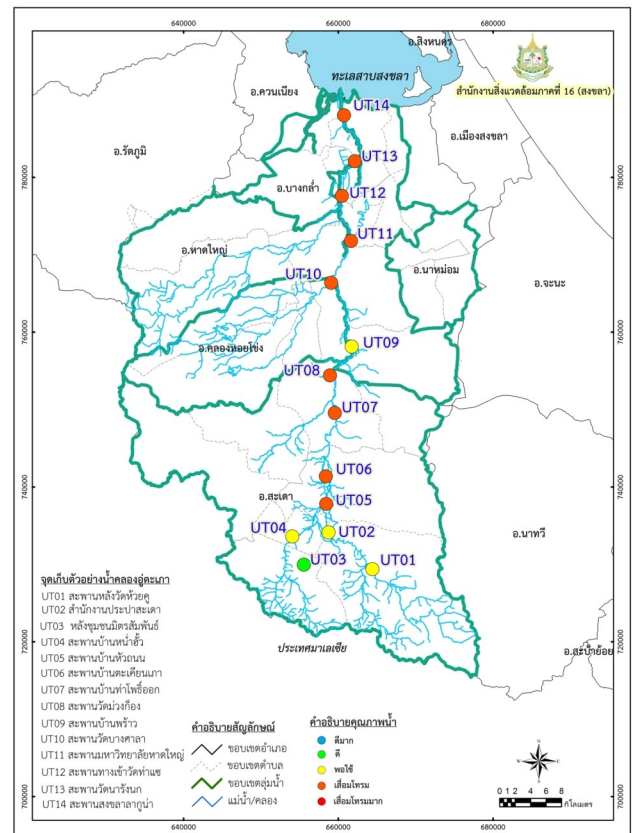 640000 660000 680000
อ.สิงหนคร
ทะเลสาบสงขลา
สำนักงานสิ่งแวดล้อมภาคที่ 16 (สงขลา)
อ.ควนเนียง
UT14
อ.เมืองสงขลา
อ.รัตภูมิ
UT13
780000 780000
อ.บางกล่ำ
UT12
UT11
อ.หาดใหญ่
อ.นาหม่อม
UT10
อ.จะนะ
760000 760000
UT09
อ.คลองหอยโข่ง
UT08
UT07
UT06
740000 740000
อ.สะเดา
UT05
UT04
UT02
อ.นาทวี
UT03
UT01
ประเทศมาเลเซีย
720000 720000
อ.สะบ้าย้อย
จุดเก็บตัวอย่างน้ำคลองอู่ตะเภา
UT01 สะพานหลังวัดห้วยคู
UT02 สำนักงานประปาสะเดา
UT03 หลังชุมชนมิตรสัมพันธ์
UT04 สะพานบ้านหน่ำฮั้ว
UT05 สะพานบ้านหัวถนน
UT06 สะพานบ้านตะเคียนเภา
UT07 สะพานบ้านท่าโพธิ์ออก
UT08 สะพานวัดม่วงก็อง
UT09 สะพานบ้านพร้าว
UT10 สะพานวัดบางศาลา
UT11 สะพานมหาวิทยาลัยหาดใหญ่
UT12 สะพานทางเข้าวัดท่าแซ
UT13 สะพานวัดนารังนก
UT14 สะพานสงขลาลากูน่า
คำอธิบายสัญลักษณ์
ขอบเขตอำเภอ
ขอบเขตตำบล
ขอบเขตลุ่มน้ำ
แม่น้ำ/คลอง
คำอธิบายคุณภาพน้ำ
ดีมาก
ดี
พอใช้
เสื่อมโทรม
เสื่อมโทรมมาก
0 1 2 4 6 8
กิโลเมตร
700000 700000
640000 660000 680000